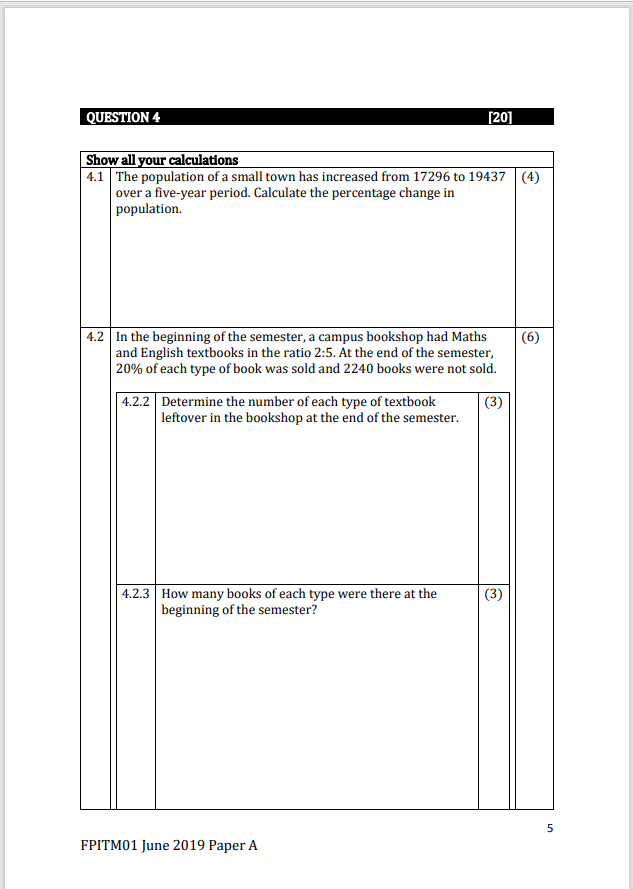 QUESTION 4 [20]
Show all your calculations
4.1 The population of a small town has increased from 17296 to 19437 (4)
over a five-year period. Calculate the percentage change in
population.
4.2 In the beginning of the semester, a campus bookshop had Maths (6)
and English textbooks in the ratio 2:5. At the end of the semester,
20% of each type of book was sold and 2240 books were not sold.
4.2.2 Determine the number of each type of textbook (3)
leftover in the bookshop at the end of the semester.
4.2.3 How many books of each type were there at the (3)
beginning of the semester?
5
FPITM01 June 2019 Paper A